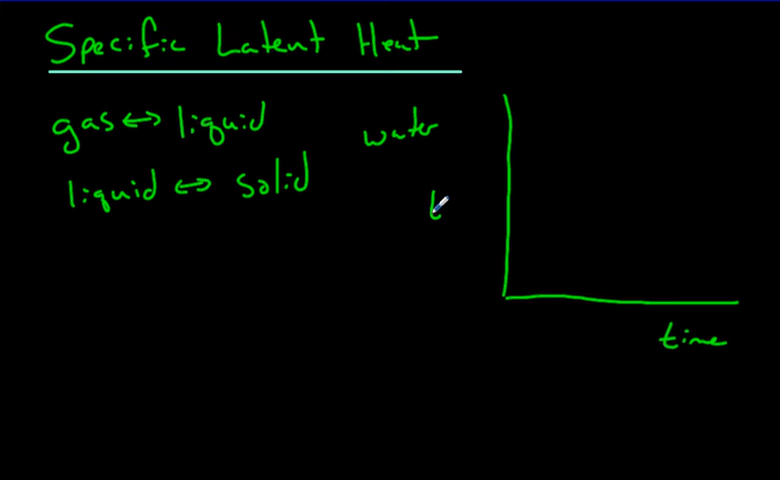 Specific Latent Heat
gas ↔ liquid
water
liquid ↔ solid
t
time